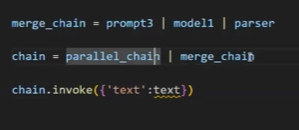 merge_chain = prompt3 | model1 | parser
chain = parallel_chain | merge_chain
chain.invoke({'text':text})